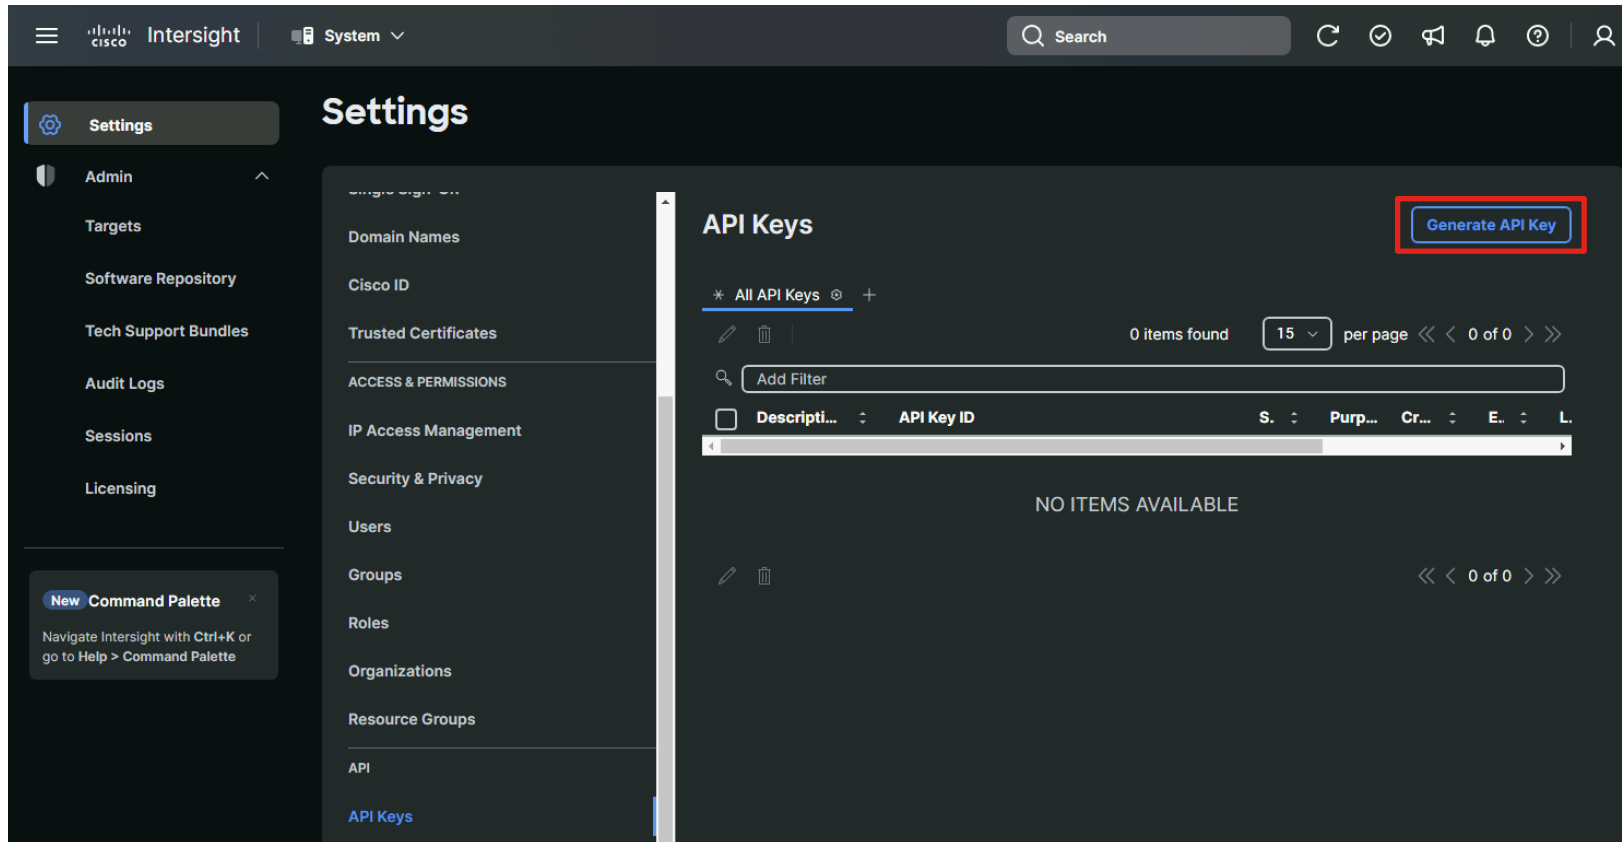 cisco Intersight System Search
Settings
Admin
Targets
Software Repository
Tech Support Bundles
Audit Logs
Sessions
Licensing
New Command Palette
Navigate Intersight with Ctrl+K or
go to Help > Command Palette
Settings
Domain Names
Cisco ID
Trusted Certificates
ACCESS & PERMISSIONS
IP Access Management
Security & Privacy
Users
Groups
Roles
Organizations
Resource Groups
API
API Keys
API Keys
Generate API Key
All API Keys
0 items found 15 per page 0 of 0
Add Filter
Descripti... API Key ID S. Purp... Cr... E.. L.
NO ITEMS AVAILABLE
0 of 0